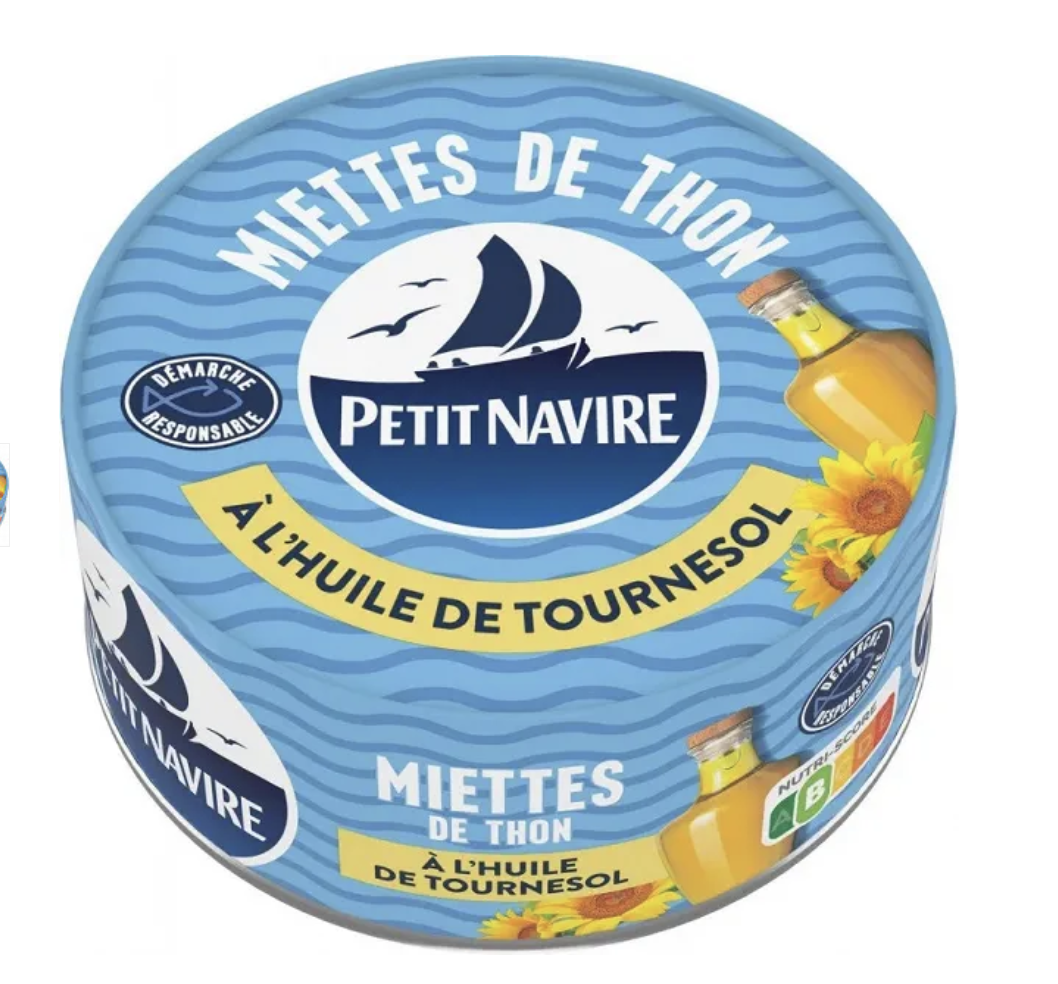 MIETTES DE THON
PETIT NAVIRE
DÉMARCHE
RESPONSABLE
À L'HUILE DE TOURNESOL
PETIT NAVIRE
DÉMARCHE
RESPONSABLE
NUTRI-SCORE
A B C D E
MIETTES
DE THON
À L'HUILE
DE TOURNESOL